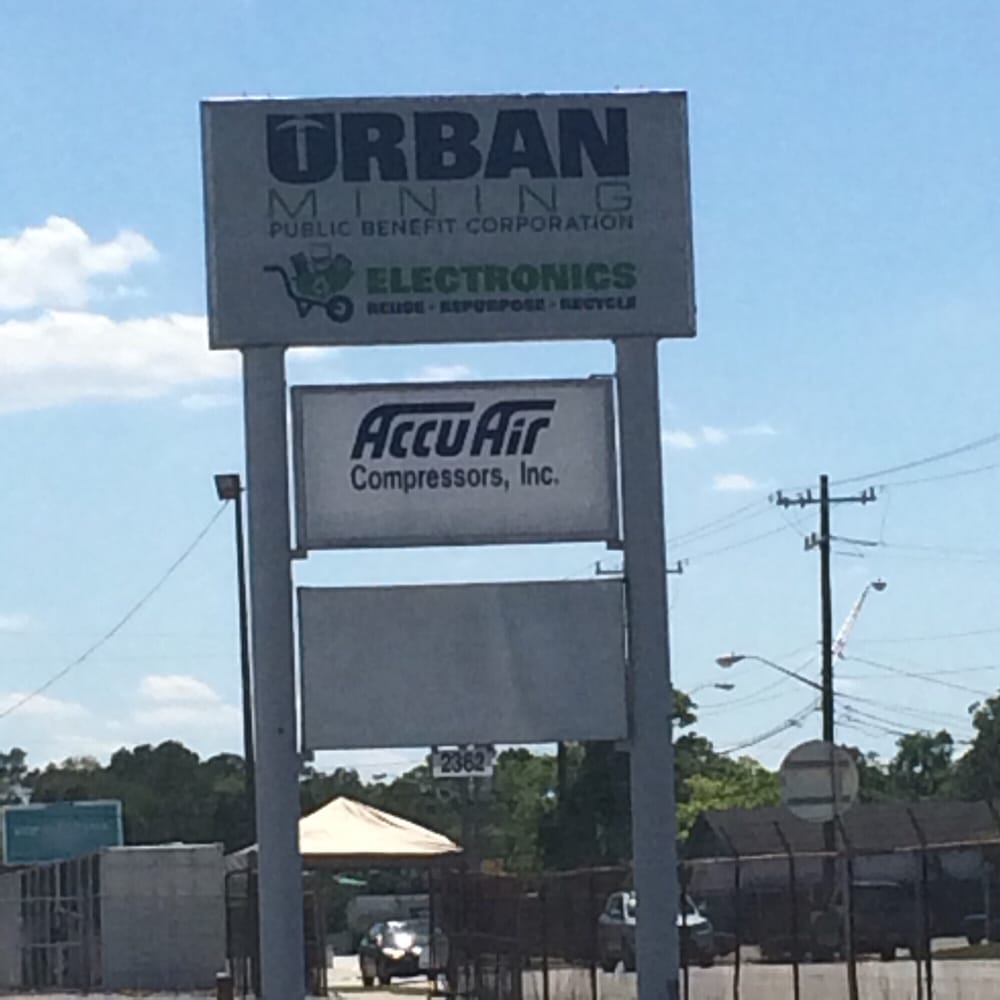 URBAN
MINING
PUBLIC BENEFIT CORPORATION
ELECTRONICS
REUSE - REPURPOSE - RECYCLE
AccuAir
Compressors, Inc.
2362